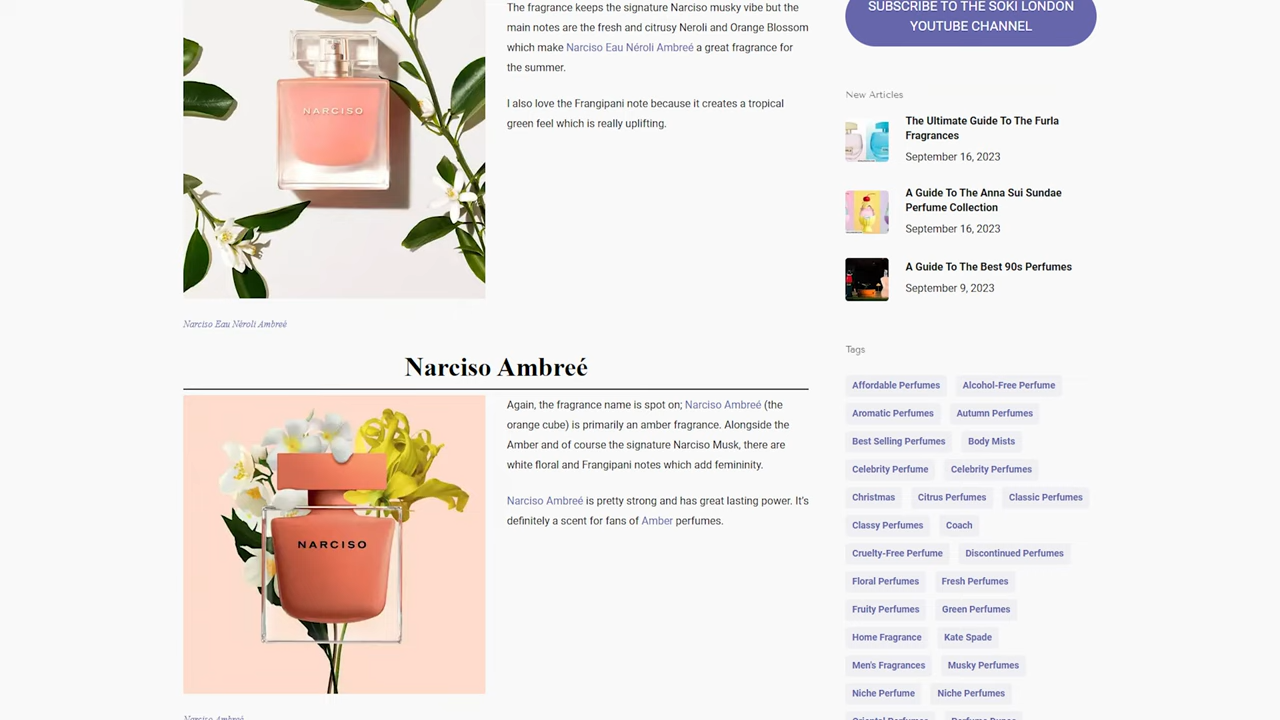 The fragrance keeps the signature Narciso musky vibe but the
main notes are the fresh and citrusy Neroli and Orange Blossom
which make Narciso Eau Néroli Ambreé a great fragrance for
the summer.
I also love the Frangipani note because it creates a tropical
green feel which is really uplifting.
NARCISO
Narciso Eau Néroli Ambreé
Narciso Ambreé
Again, the fragrance name is spot on; Narciso Ambreé (the
orange cube) is primarily an amber fragrance. Alongside the
Amber and of course the signature Narciso Musk, there are
white floral and Frangipani notes which add femininity.
Narciso Ambreé is pretty strong and has great lasting power. It's
definitely a scent for fans of Amber perfumes.
NARCISO
Narciso Ambreé
SUBSCRIBE TO THE SOKI LONDON
YOUTUBE CHANNEL
New Articles
The Ultimate Guide To The Furla
Fragrances
September 16, 2023
A Guide To The Anna Sui Sundae
Perfume Collection
September 16, 2023
A Guide To The Best 90s Perfumes
September 9, 2023
Tags
Affordable Perfumes Alcohol-Free Perfume
Aromatic Perfumes Autumn Perfumes
Best Selling Perfumes Body Mists
Celebrity Perfume Celebrity Perfumes
Christmas Citrus Perfumes Classic Perfumes
Classy Perfumes Coach
Cruelty-Free Perfume Discontinued Perfumes
Floral Perfumes Fresh Perfumes
Fruity Perfumes Green Perfumes
Home Fragrance Kate Spade
Men's Fragrances Musky Perfumes
Niche Perfume Niche Perfumes
Oriental Perfumes Perfume Dupes